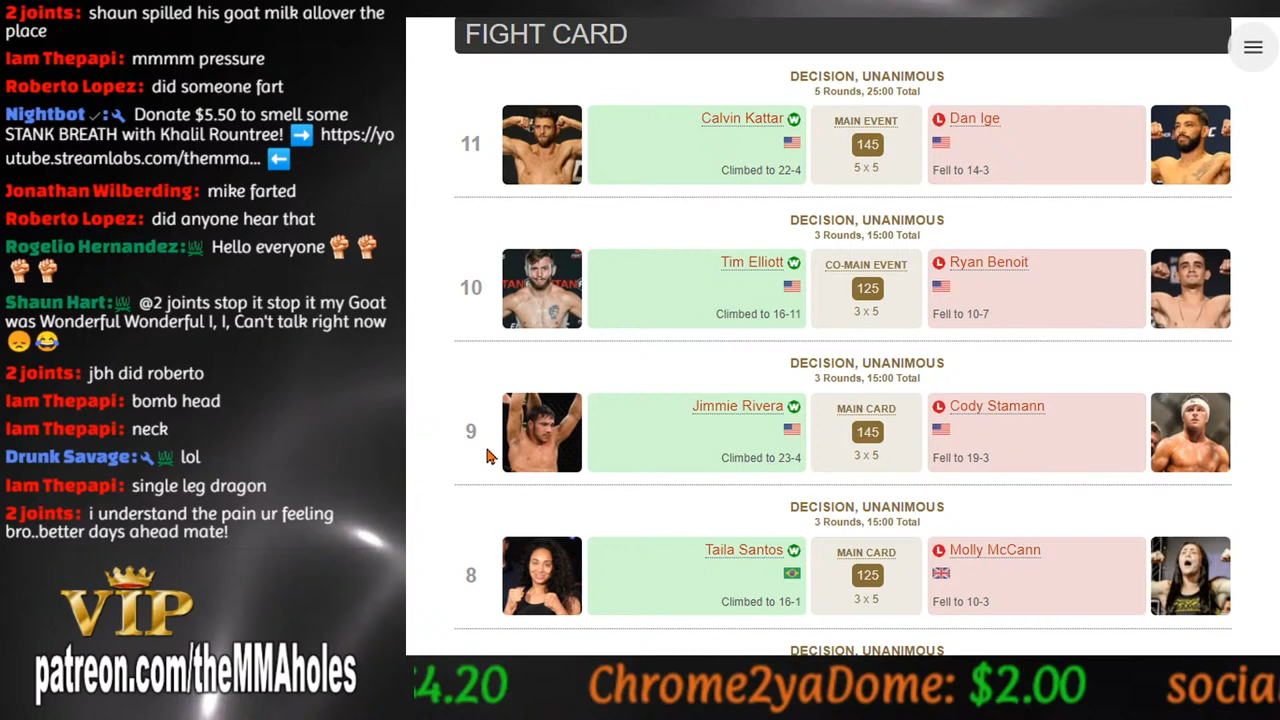 2 joints: shaun spilled his goat milk allover the
place
Iam Thepapi: mmmm pressure
Roberto Lopez: did someone fart
Nightbot ✓:🔧 Donate $5.50 to smell some
STANK BREATH with Khalil Rountree! ➡️ https://yo
utube.streamlabs.com/themma... ⬅️
Jonathan Wilberding: mike farted
Roberto Lopez: did anyone hear that
Rogelio Hernandez: Hello everyone ✊🏼 ✊🏼
✊🏼 ✊🏼
Shaun Hart: @2 joints stop it stop it my Goat
was Wonderful Wonderful I, I, Can't talk right now
😞😂
2 joints: jbh did roberto
Iam Thepapi: bomb head
Iam Thepapi: neck
Drunk Savage:🔧 lol
Iam Thepapi: single leg dragon
2 joints: i understand the pain ur feeling
bro..better days ahead mate!
VIP
patreon.com/theMMAholes
FIGHT CARD
DECISION, UNANIMOUS
5 Rounds, 25:00 Total
11
Calvin Kattar W
Climbed to 22-4
MAIN EVENT
145
5 x 5
L Dan Ige
Fell to 14-3
DECISION, UNANIMOUS
3 Rounds, 15:00 Total
10
TAN
STAN
Tim Elliott W
Climbed to 16-11
CO-MAIN EVENT
125
3 x 5
L Ryan Benoit
Fell to 10-7
DECISION, UNANIMOUS
3 Rounds, 15:00 Total
9
Jimmie Rivera W
Climbed to 23-4
MAIN CARD
145
3 x 5
L Cody Stamann
Fell to 19-3
DECISION, UNANIMOUS
3 Rounds, 15:00 Total
8
Taila Santos W
Climbed to 16-1
MAIN CARD
125
3 x 5
L Molly McCann
Fell to 10-3
DECISION, UNANIMOUS
4.20 Chrome2yaDome: $2.00 socia